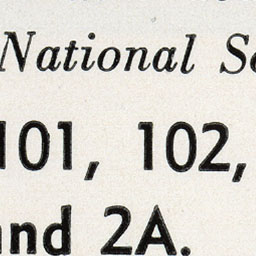 National
101, 102,
and 2A.